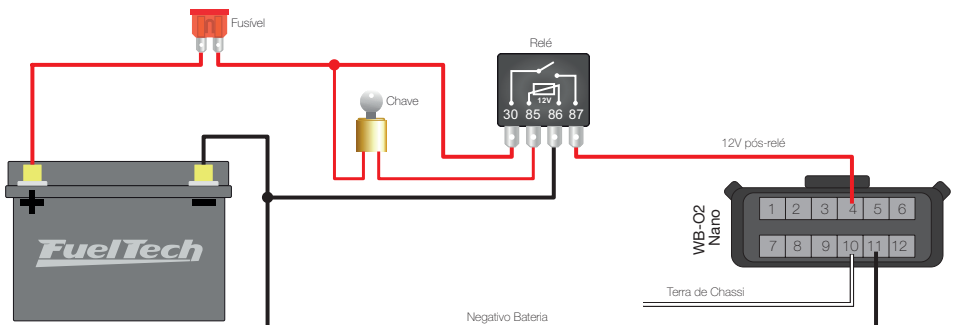 Fusível
Relé
Chave
12V
30 85 86 87
12V pós-relé
+ −
FuelTech
WB-O2
Nano
1 2 3 4 5 6
7 8 9 10 11 12
Terra de Chassi
Negativo Bateria